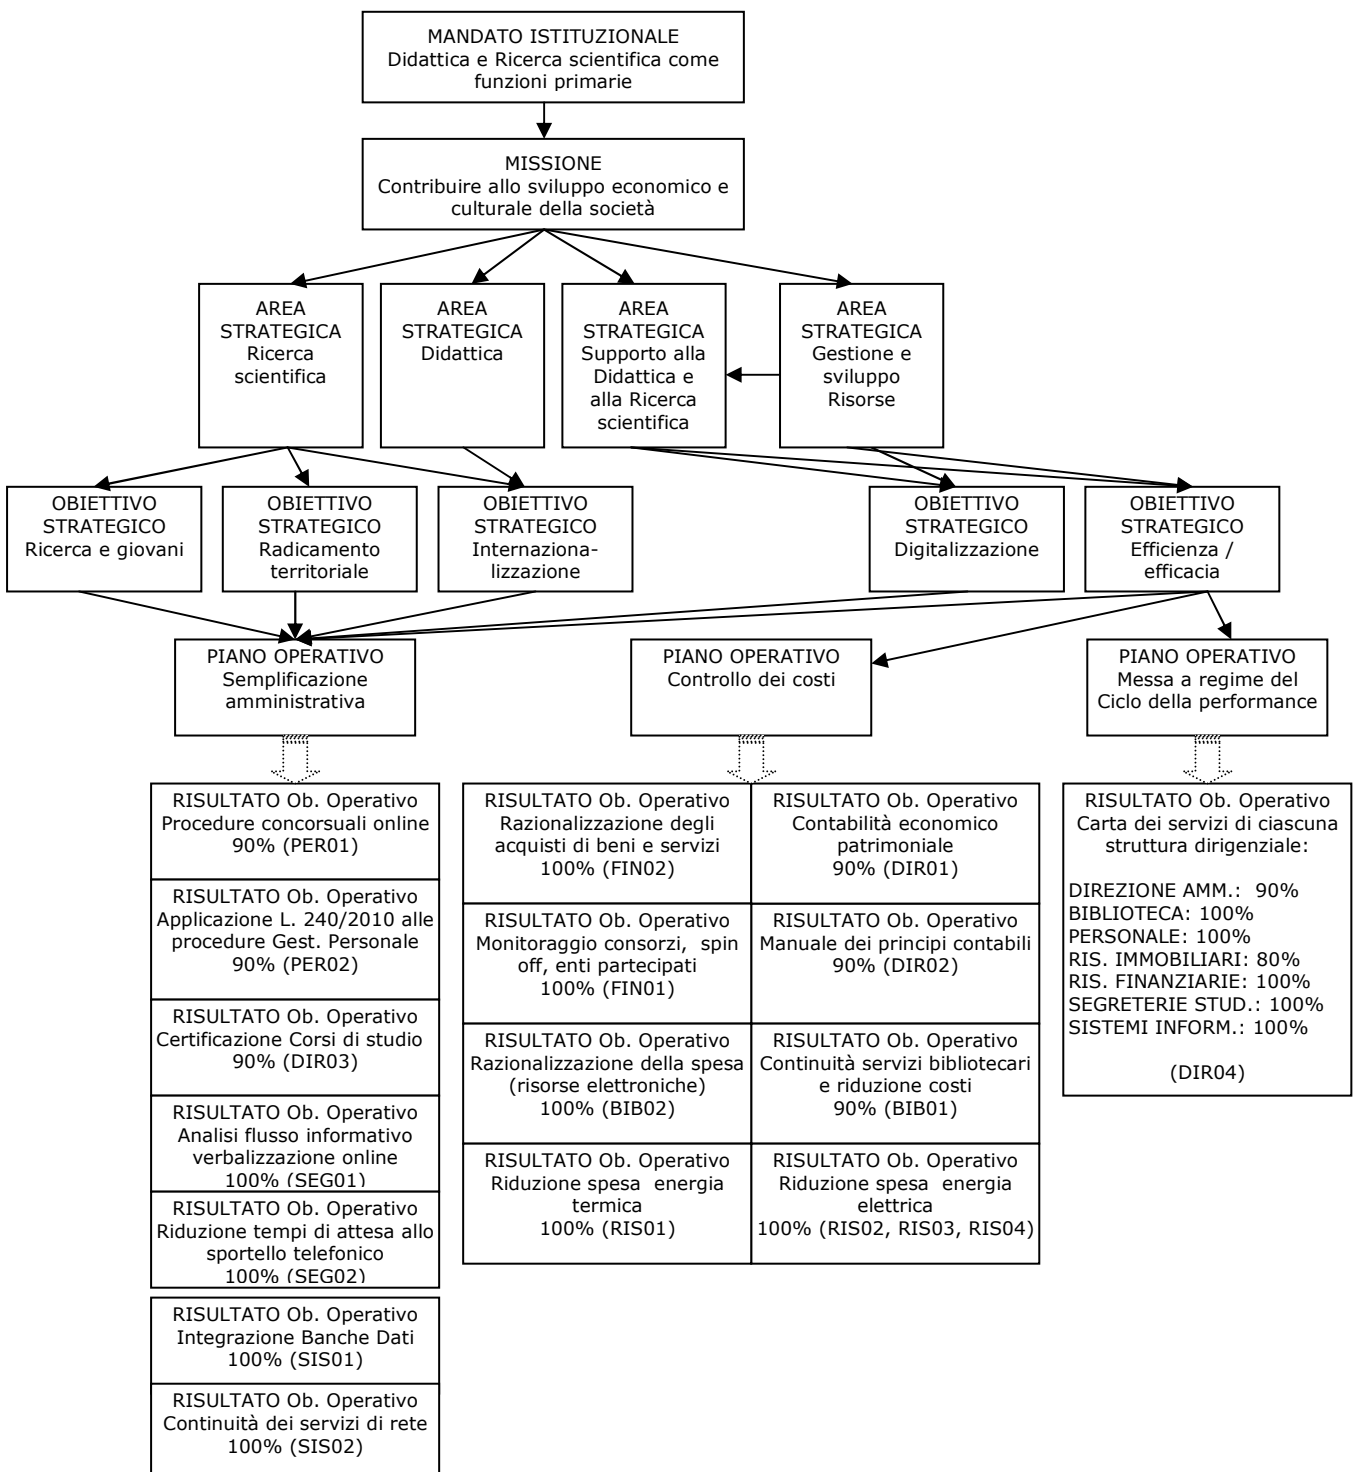 MANDATO ISTITUZIONALE
Didattica e Ricerca scientifica come
funzioni primarie
MISSIONE
Contribuire allo sviluppo economico e
culturale della società
AREA
STRATEGICA
Ricerca
scientifica
AREA
STRATEGICA
Didattica
AREA
STRATEGICA
Supporto alla
Didattica e
alla Ricerca
scientifica
AREA
STRATEGICA
Gestione e
sviluppo
Risorse
OBIETTIVO
STRATEGICO
Ricerca e giovani
OBIETTIVO
STRATEGICO
Radicamento
territoriale
OBIETTIVO
STRATEGICO
Internaziona-
lizzazione
OBIETTIVO
STRATEGICO
Digitalizzazione
OBIETTIVO
STRATEGICO
Efficienza /
efficacia
PIANO OPERATIVO
Semplificazione
amministrativa
PIANO OPERATIVO
Controllo dei costi
PIANO OPERATIVO
Messa a regime del
Ciclo della performance
RISULTATO Ob. Operativo
Procedure concorsuali online
90% (PER01)
RISULTATO Ob. Operativo
Applicazione L. 240/2010 alle
procedure Gest. Personale
90% (PER02)
RISULTATO Ob. Operativo
Certificazione Corsi di studio
90% (DIR03)
RISULTATO Ob. Operativo
Analisi flusso informativo
verbalizzazione online
100% (SEG01)
RISULTATO Ob. Operativo
Riduzione tempi di attesa allo
sportello telefonico
100% (SEG02)
RISULTATO Ob. Operativo
Integrazione Banche Dati
100% (SIS01)
RISULTATO Ob. Operativo
Continuità dei servizi di rete
100% (SIS02)
RISULTATO Ob. Operativo
Razionalizzazione degli
acquisti di beni e servizi
100% (FIN02)
RISULTATO Ob. Operativo
Contabilità economico
patrimoniale
90% (DIR01)
RISULTATO Ob. Operativo
Monitoraggio consorzi, spin
off, enti partecipati
100% (FIN01)
RISULTATO Ob. Operativo
Manuale dei principi contabili
90% (DIR02)
RISULTATO Ob. Operativo
Razionalizzazione della spesa
(risorse elettroniche)
100% (BIB02)
RISULTATO Ob. Operativo
Continuità servizi bibliotecari
e riduzione costi
90% (BIB01)
RISULTATO Ob. Operativo
Riduzione spesa energia
termica
100% (RIS01)
RISULTATO Ob. Operativo
Riduzione spesa energia
elettrica
100% (RIS02, RIS03, RIS04)
RISULTATO Ob. Operativo
Carta dei servizi di ciascuna
struttura dirigenziale:
DIREZIONE AMM.: 90%
BIBLIOTECA: 100%
PERSONALE: 100%
RIS. IMMOBILIARI: 80%
RIS. FINANZIARIE: 100%
SEGRETERIE STUD.: 100%
SISTEMI INFORM.: 100%
(DIR04)